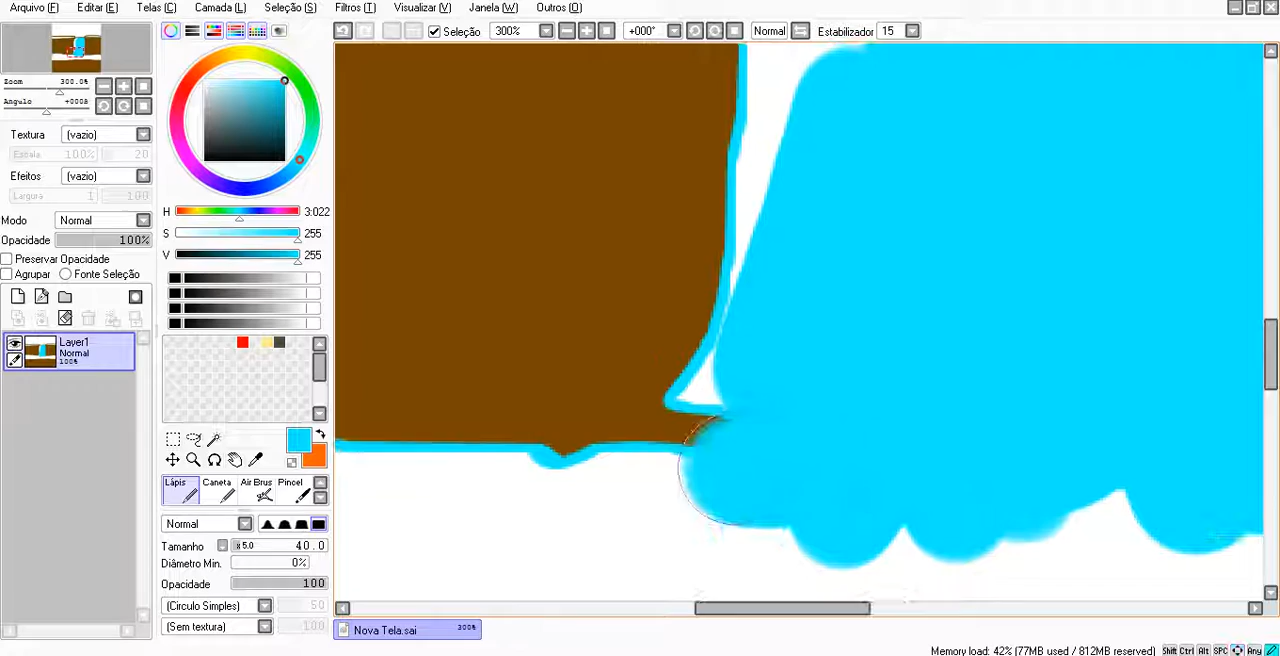 Arquivo (F) Editar (E) Telas (C) Camada (L) Seleção (S) Filtros (T) Visualizar (V) Janela (W) Outros (O)
Seleção 300% +000° Normal Estabilizador 15
Zoom 300.0%
Angulo +000θ
Textura (vazio)
Escala 100% 20
Efeitos (vazio)
Largura 1 100
Modo Normal
Opacidade 100%
Preservar Opacidade
Agrupar Fonte Seleção
Layer1
Normal
100%
H 3:022
S 255
V 255
Lápis Caneta Air Brus Pincel
Normal
Tamanho x 5.0 40.0
Diâmetro Min. 0%
Opacidade 100
(Circulo Simples) 50
(Sem textura) 100
Nova Tela.sai 300%
Memory load: 42% (77MB used / 812MB reserved) Shift Ctrl Alt SPC Any